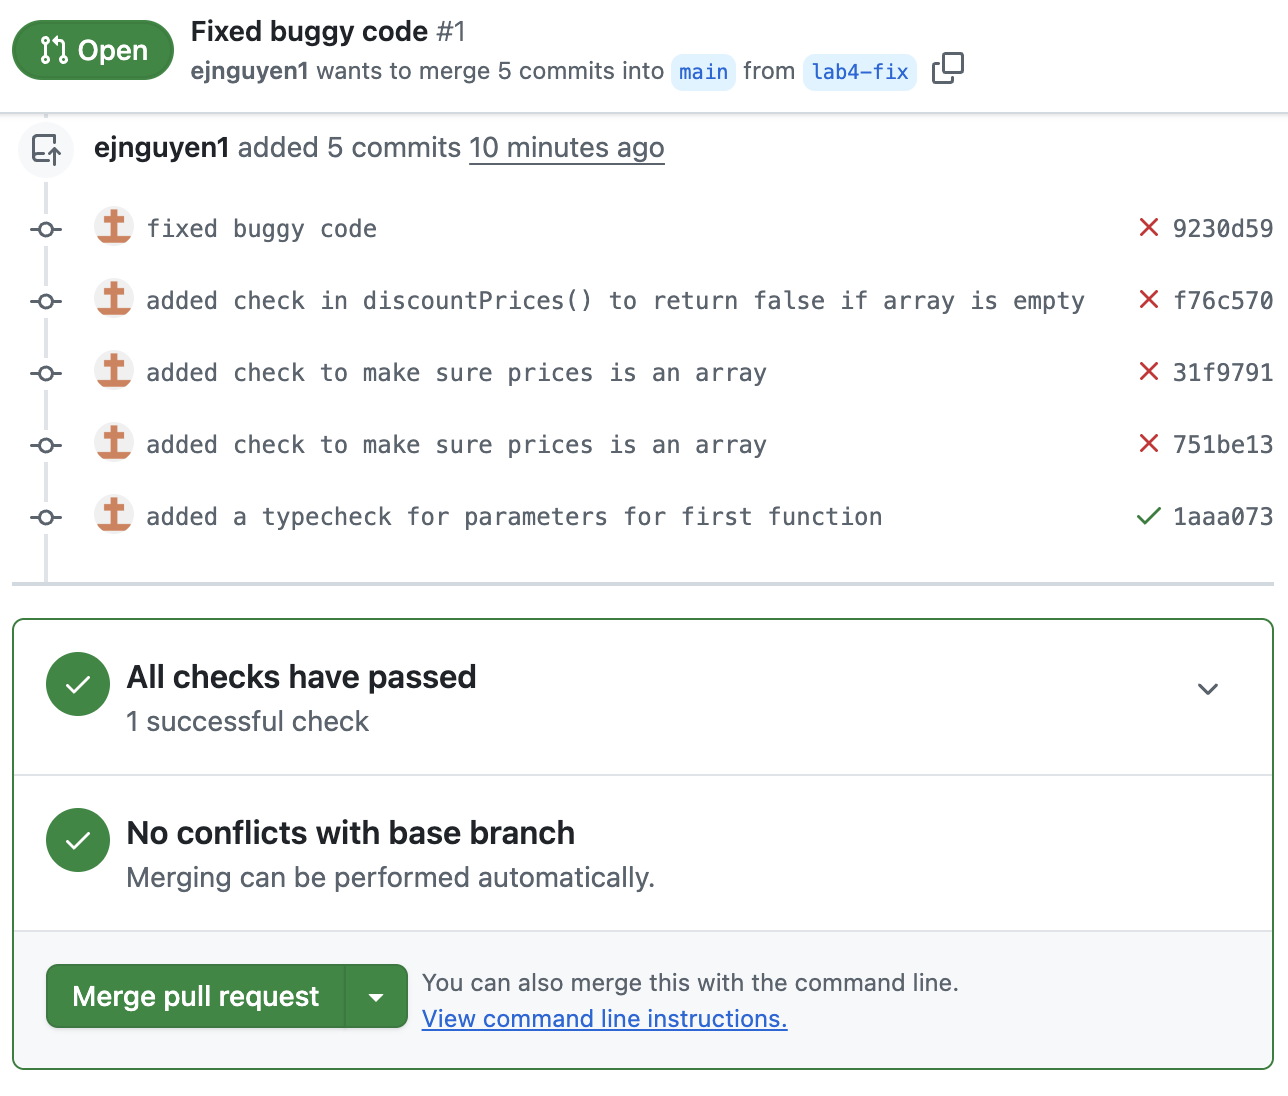 Open
Fixed buggy code #1
ejnguyen1 wants to merge 5 commits into main from lab4-fix
ejnguyen1 added 5 commits 10 minutes ago
fixed buggy code 9230d59
added check in discountPrices() to return false if array is empty f76c570
added check to make sure prices is an array 31f9791
added check to make sure prices is an array 751be13
added a typecheck for parameters for first function 1aaa073
All checks have passed
1 successful check
No conflicts with base branch
Merging can be performed automatically.
Merge pull request
You can also merge this with the command line.
View command line instructions.